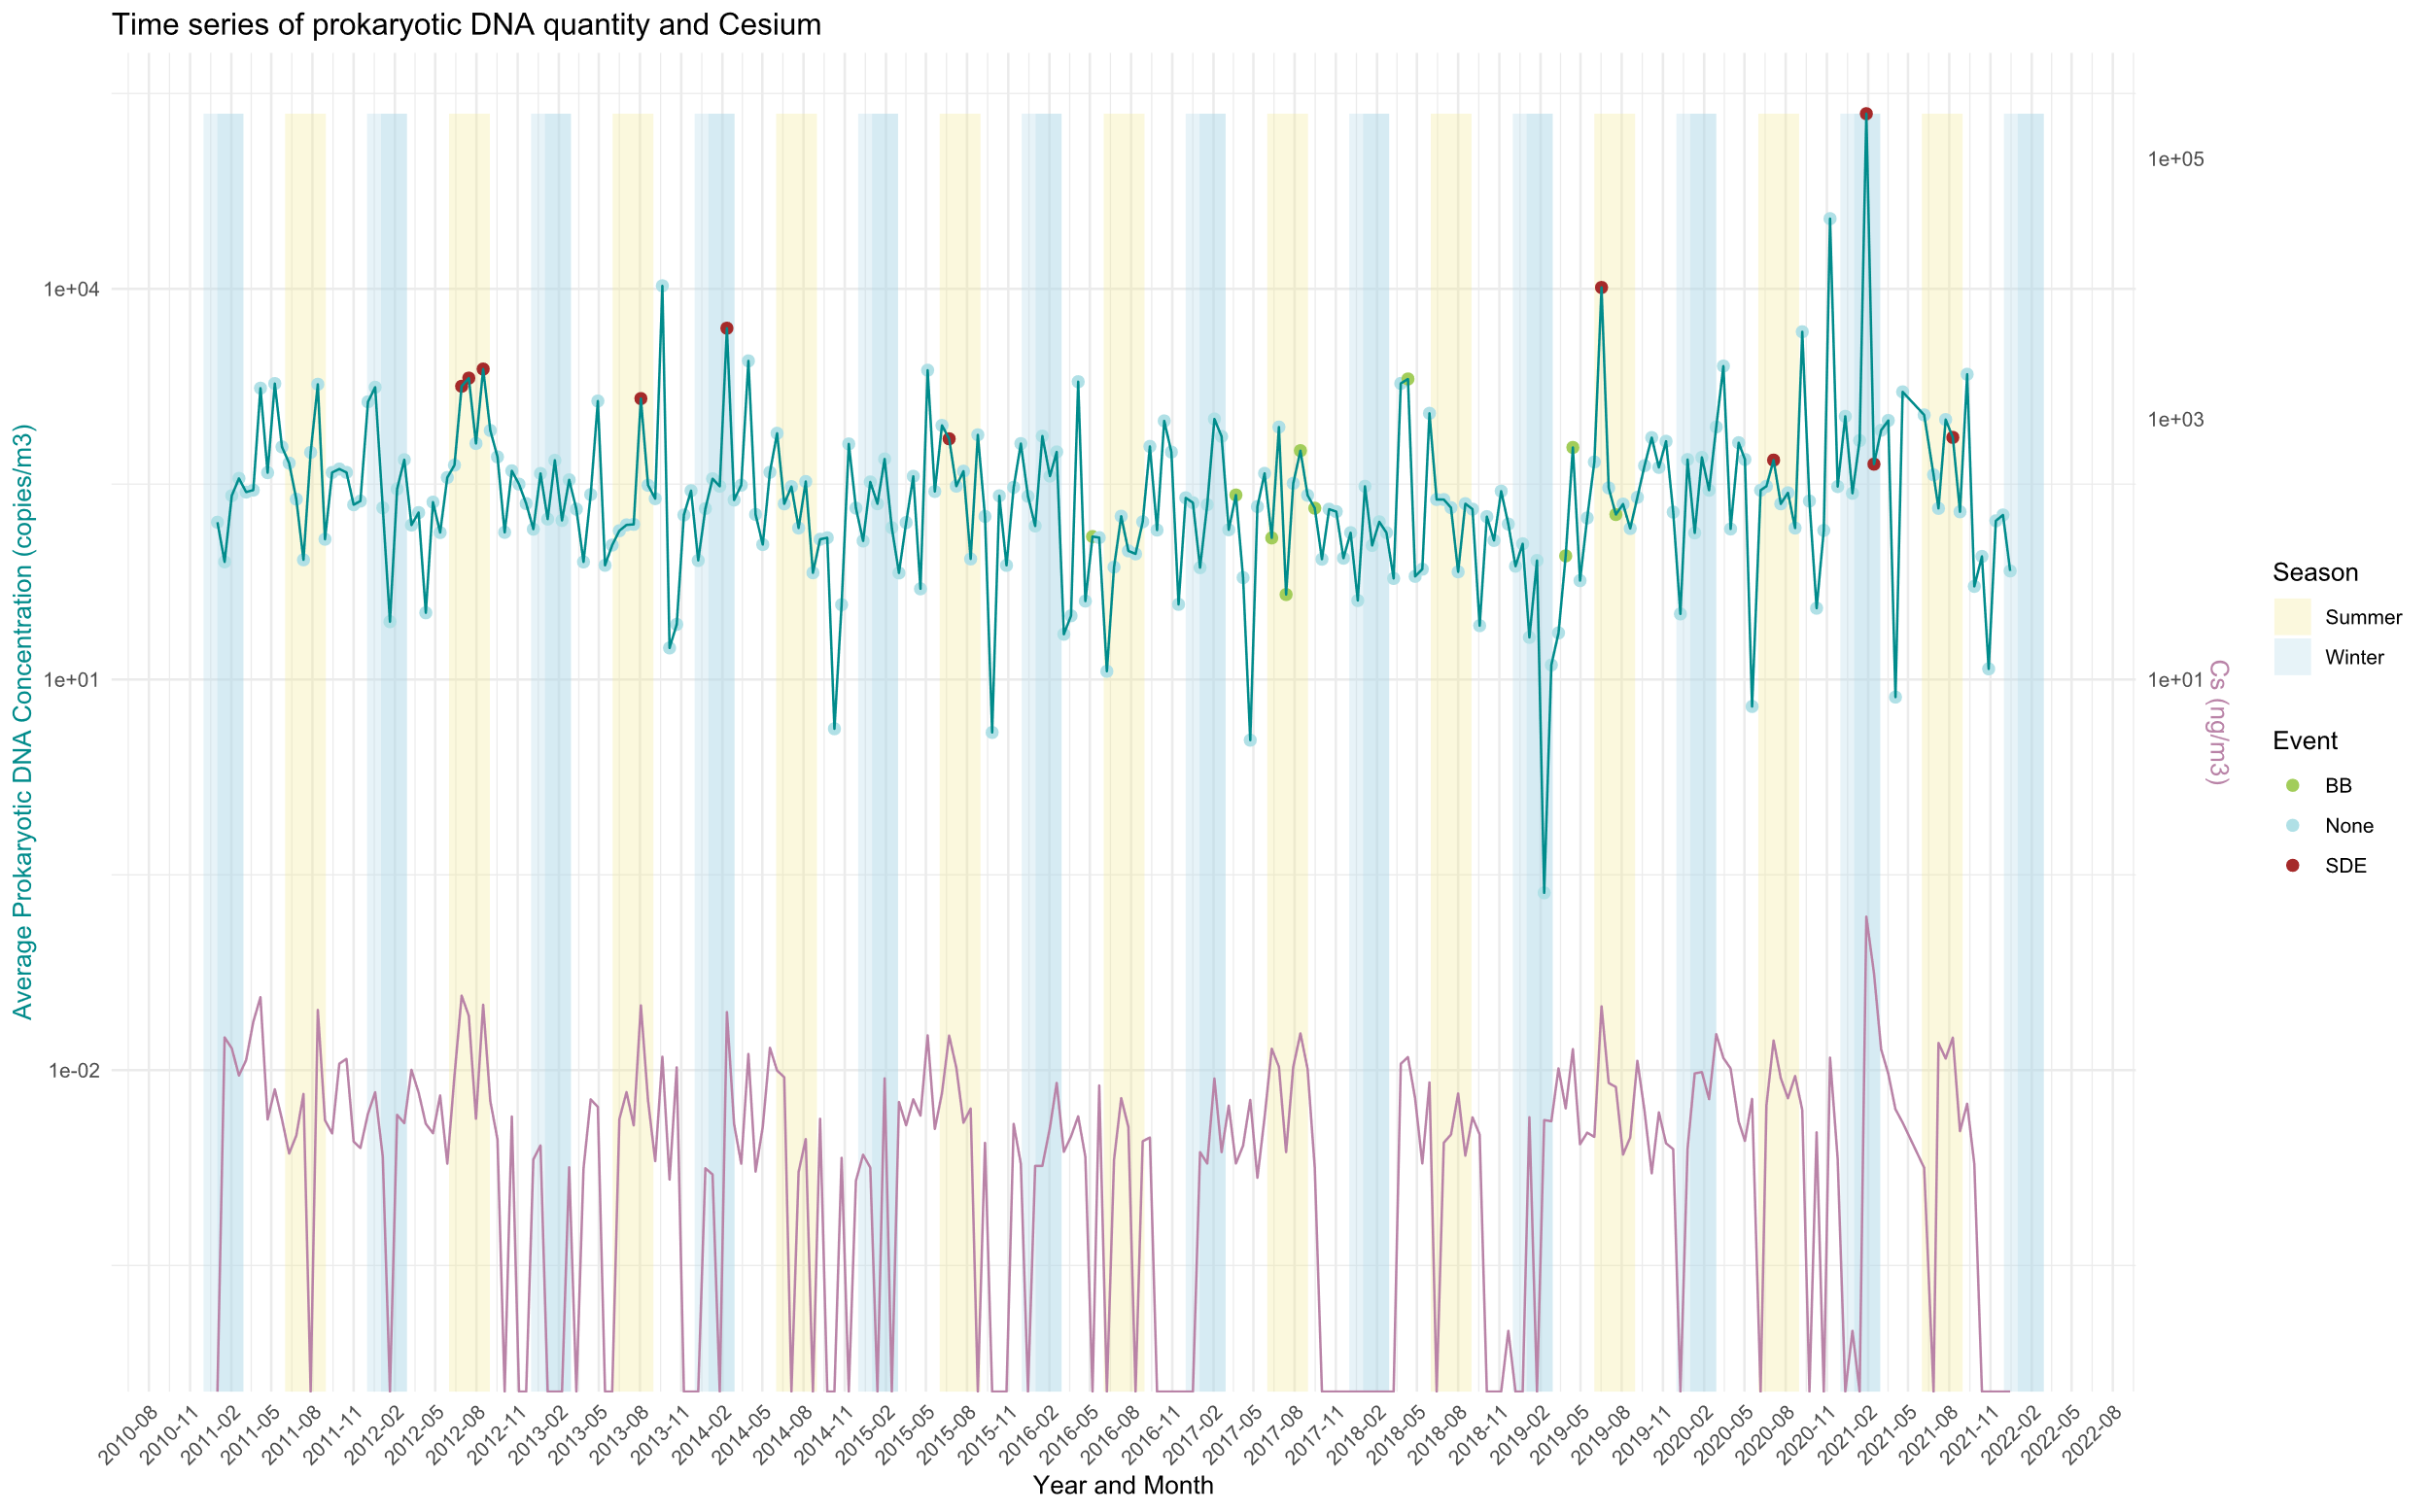 Time series of prokaryotic DNA quantity and Cesium
Average Prokaryotic DNA Concentration (copies/m3)
1e+04
1e+01
1e-02
1e+05
1e+03
1e+01
Cs (ng/m3)
Season
Summer
Winter
Event
BB
None
SDE
2010-08
2010-11
2011-02
2011-05
2011-08
2011-11
2012-02
2012-05
2012-08
2012-11
2013-02
2013-05
2013-08
2013-11
2014-02
2014-05
2014-08
2014-11
2015-02
2015-05
2015-08
2015-11
2016-02
2016-05
2016-08
2016-11
2017-02
2017-05
2017-08
2017-11
2018-02
2018-05
2018-08
2018-11
2019-02
2019-05
2019-08
2019-11
2020-02
2020-05
2020-08
2020-11
2021-02
2021-05
2021-08
2021-11
2022-02
2022-05
2022-08
Year and Month